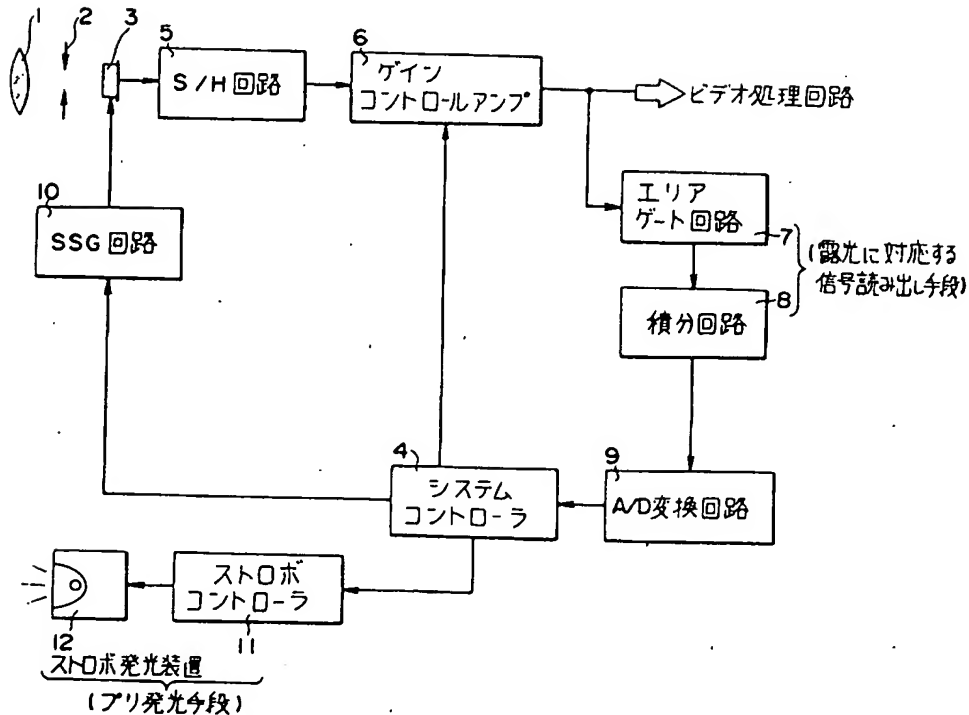 1
2
3
5
S/H 回路
6
ゲイン
コントロールアンプ
ビデオ処理回路
10
SSG 回路
エリア
ゲート回路
7
8
積分回路
(露光に対応する
信号読み出し手段)
4
システム
コントローラ
9
A/D変換回路
ストロボ
コントローラ
11
12
ストロボ発光装置
(プリ発光手段)